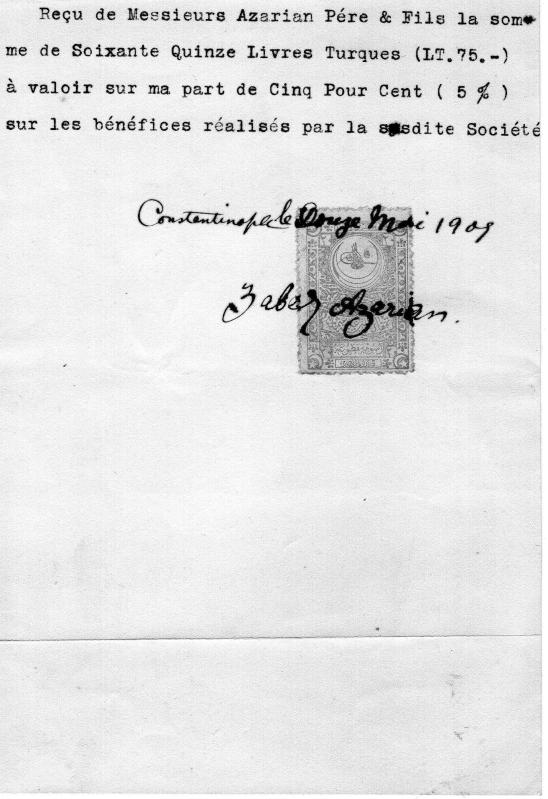 Reçu de Messieurs Azarian Pére & Fils la som-
me de Soixante Quinze Livres Turques (LT.75.-)
à valoir sur ma part de Cinq Pour Cent ( 5 % )
sur les bénéfices réalisés par la susdite Société
Constantinople le Douze Mai 1909
Azarian.